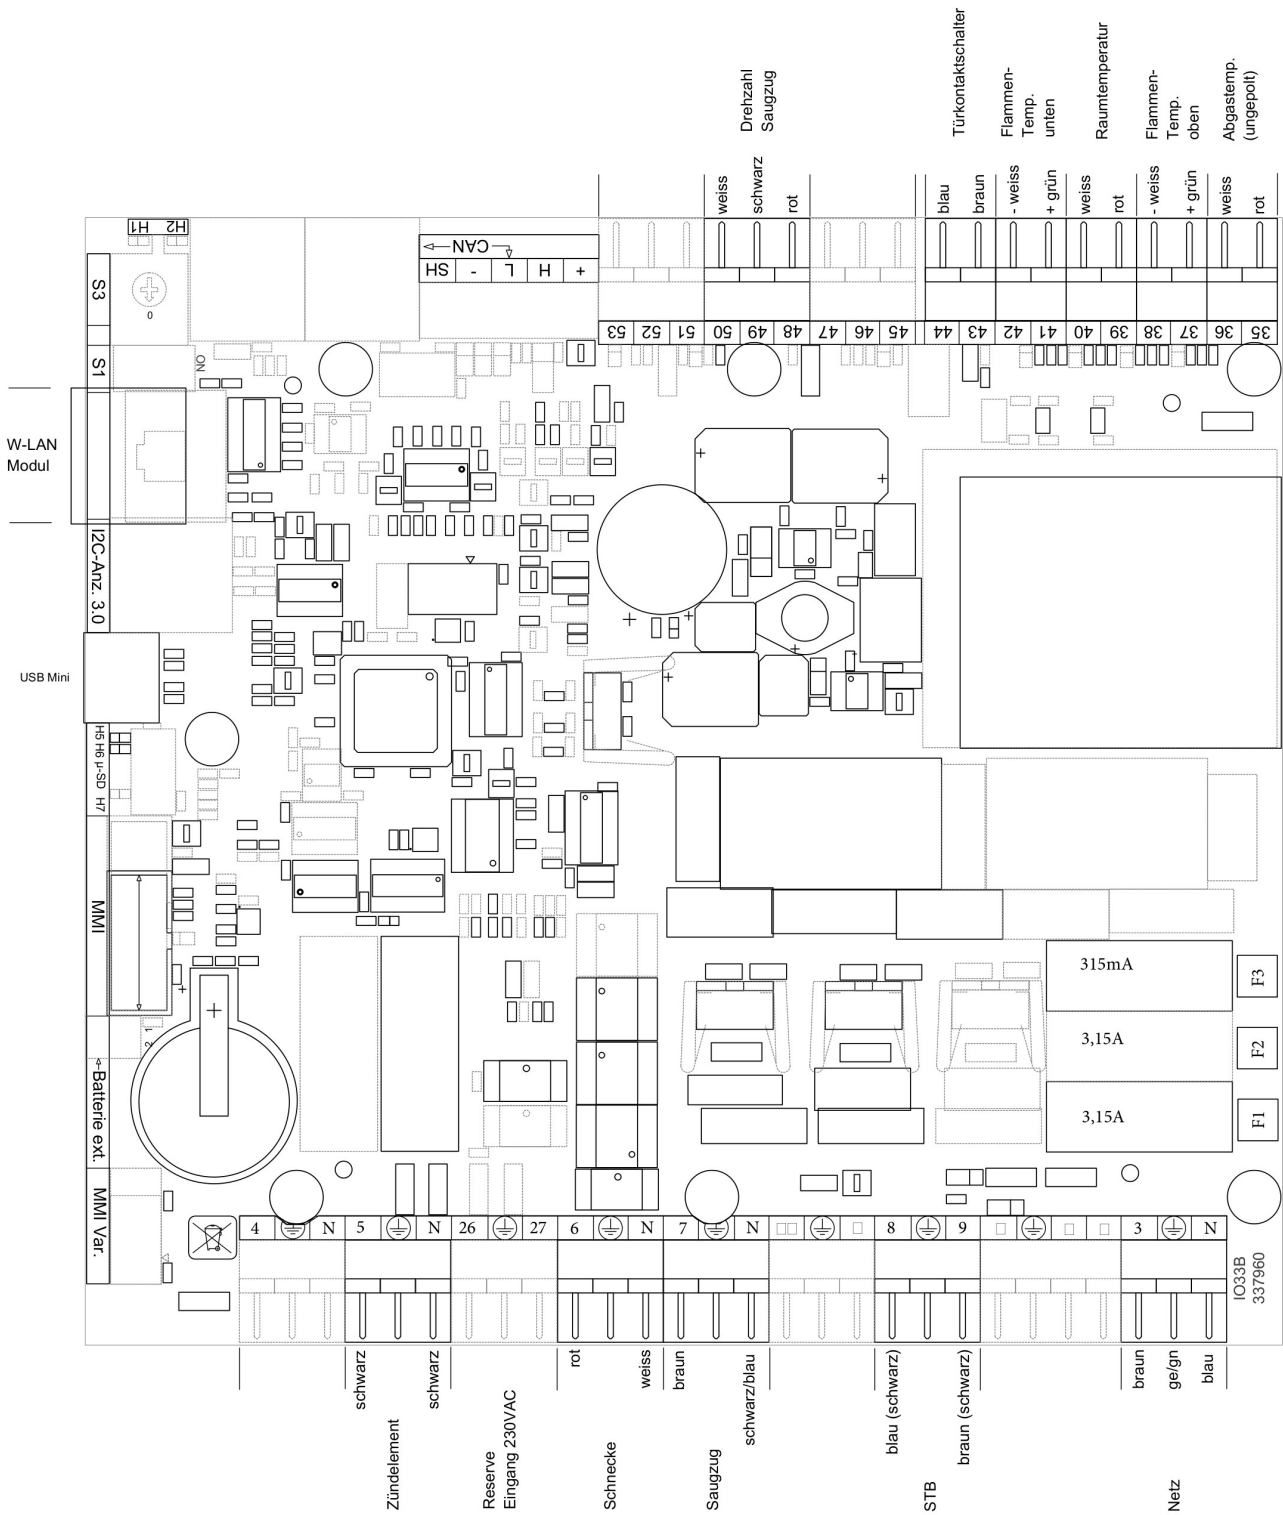 Drehzahl
Saugzug
Türkontaktschalter
Flammen-
Temp.
unten
Raumtemperatur
Flammen-
Temp.
oben
Abgastemp.
(ungepolt)
weiss
schwarz
rot
blau
braun
- weiss
+ grün
weiss
rot
- weiss
+ grün
weiss
rot
H1
H2
CAN
SH
-
L
H
+
53
52
51
50
49
48
47
46
45
44
43
42
41
40
39
38
37
36
35
S3
0
S1
ON
W-LAN
Modul
I2C-Anz. 3.0
USB Mini
H5 H6 µ-SD H7
MMI
2 1
Batterie ext.
MMI Var.
+
+
+
+
+
+
+
+
315mA
F3
3,15A
F2
3,15A
F1
4
N
5
N
26
27
6
N
7
N
8
9
3
N
IO33B
337960
schwarz
schwarz
rot
weiss
braun
schwarz/blau
blau (schwarz)
braun (schwarz)
braun
ge/gn
blau
Zündelement
Reserve
Eingang 230VAC
Schnecke
Saugzug
STB
Netz